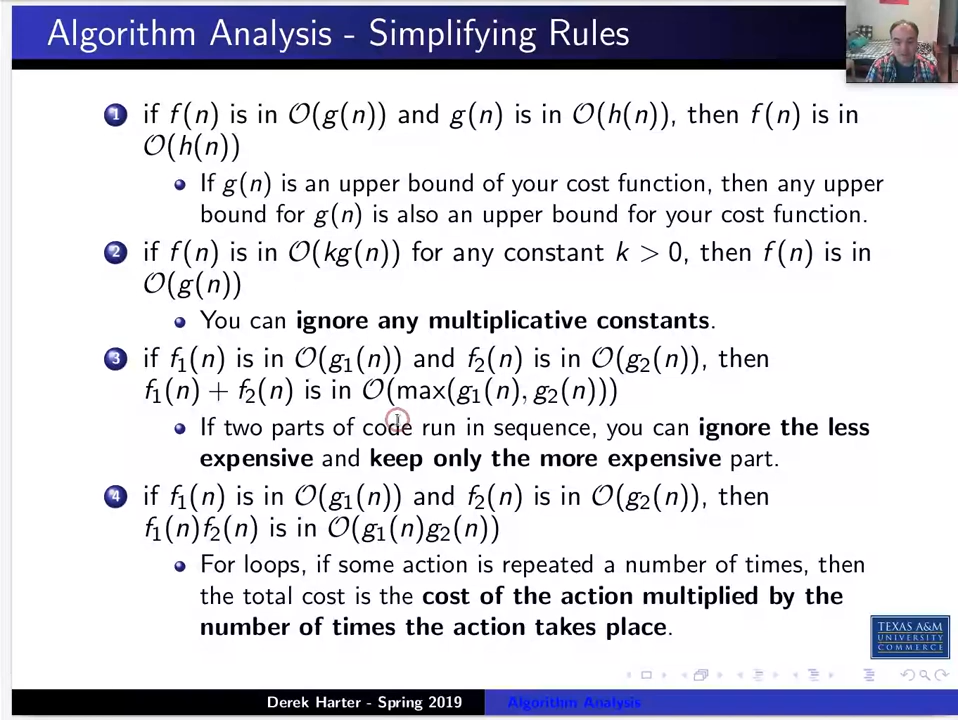 Algorithm Analysis - Simplifying Rules
1 if f(n) is in O(g(n)) and g(n) is in O(h(n)), then f(n) is in
O(h(n))
If g(n) is an upper bound of your cost function, then any upper
bound for g(n) is also an upper bound for your cost function.
2 if f(n) is in O(kg(n)) for any constant k > 0, then f(n) is in
O(g(n))
You can ignore any multiplicative constants.
3 if f₁(n) is in O(g₁(n)) and f₂(n) is in O(g₂(n)), then
f₁(n) + f₂(n) is in O(max(g₁(n), g₂(n)))
If two parts of code run in sequence, you can ignore the less
expensive and keep only the more expensive part.
4 if f₁(n) is in O(g₁(n)) and f₂(n) is in O(g₂(n)), then
f₁(n)f₂(n) is in O(g₁(n)g₂(n))
For loops, if some action is repeated a number of times, then
the total cost is the cost of the action multiplied by the
number of times the action takes place.
TEXAS A&M
UNIVERSITY
COMMERCE
Derek Harter - Spring 2019 Algorithm Analysis